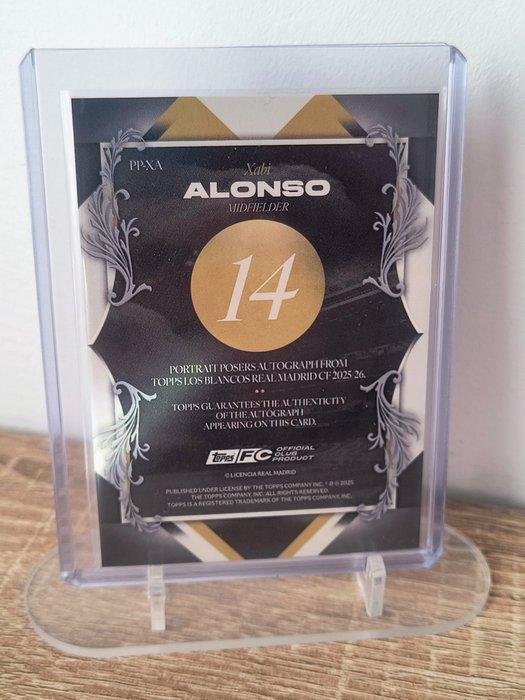 PP-XA
Xabi
ALONSO
MIDFIELDER
14
PORTRAIT POSERS AUTOGRAPH FROM
TOPPS LOS BLANCOS REAL MADRID CF 2025-26.
TOPPS GUARANTEES THE AUTHENTICITY
OF THE AUTOGRAPH
APPEARING ON THIS CARD.
topps FC OFFICIAL
CLUB
PRODUCT
© LICENCIA REAL MADRID
PUBLISHED UNDER LICENSE BY THE TOPPS COMPANY, INC. ® © 2025
THE TOPPS COMPANY, INC. ALL RIGHTS RESERVED.
TOPPS IS A REGISTERED TRADEMARK OF THE TOPPS COMPANY, INC.